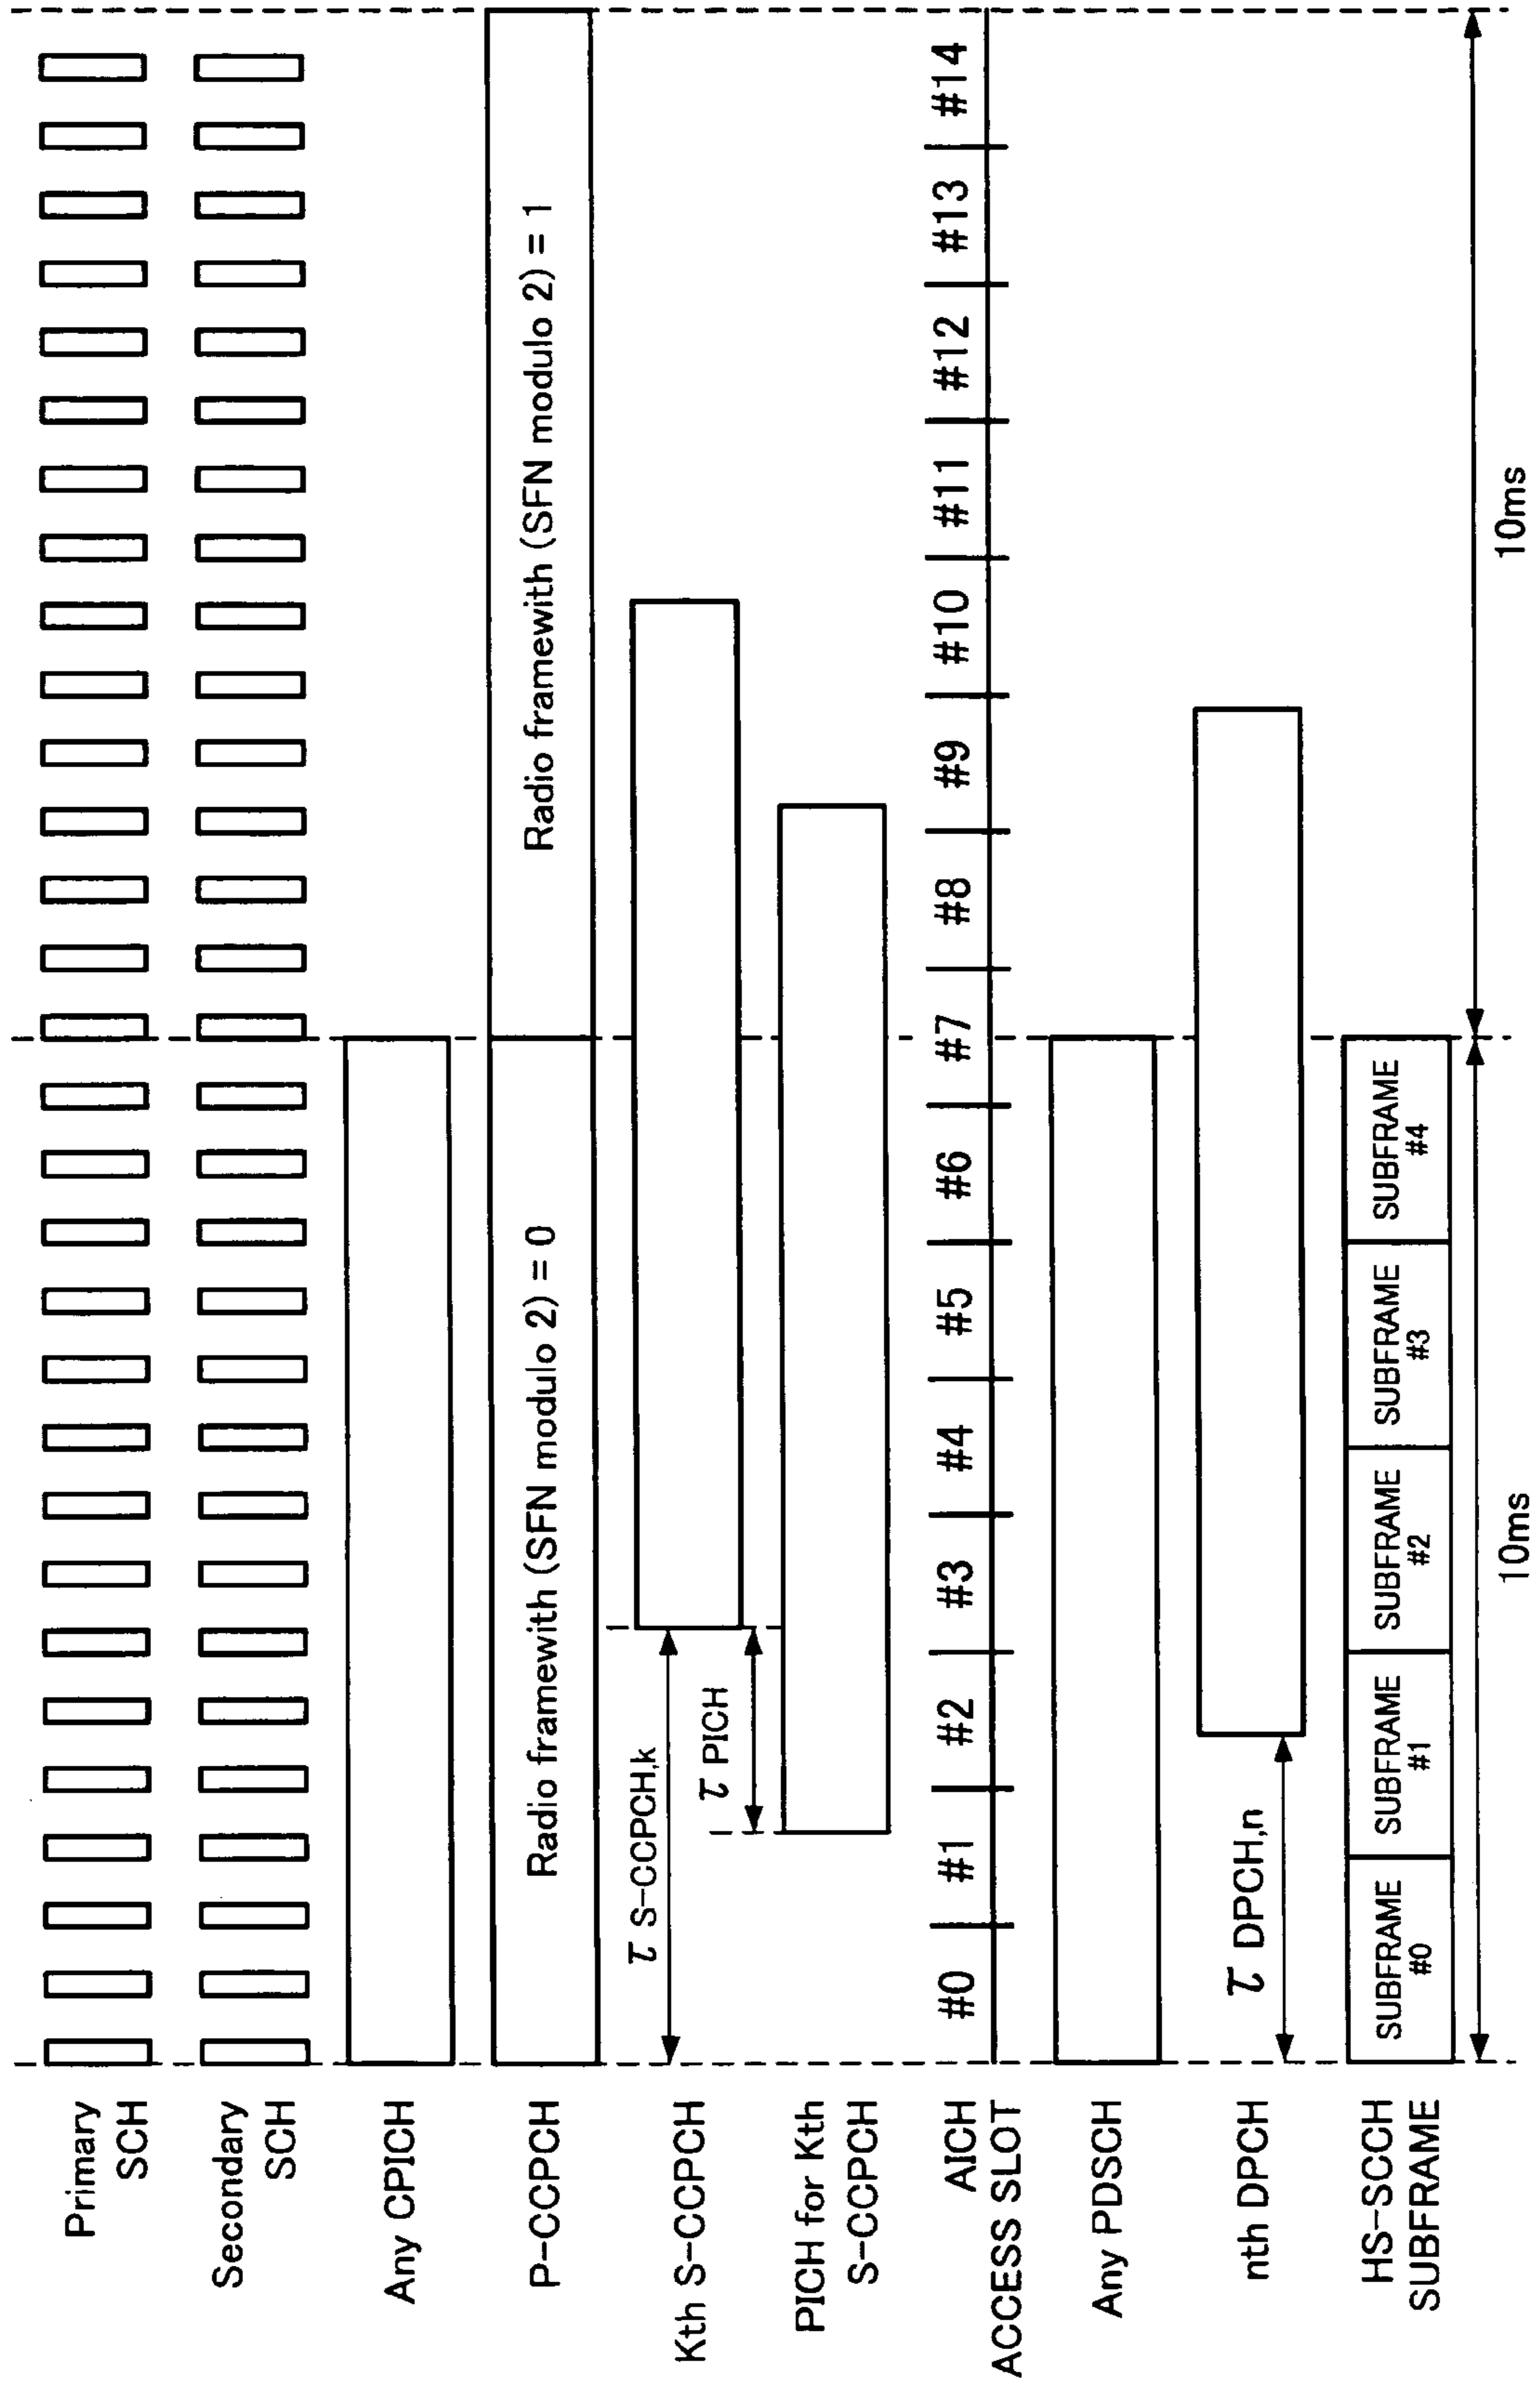 Primary
SCH
Secondary
SCH
Any CPICH
P-CCPCH
Radio framewith (SFN modulo 2) = 0
Radio framewith (SFN modulo 2) = 1
Kth S-CCPCH
τ S-CCPCH,k
τ PICH
PICH for Kth
S-CCPCH
AICH
ACCESS SLOT
#0 #1 #2 #3 #4 #5 #6 #7 #8 #9 #10 #11 #12 #13 #14
Any PDSCH
nth DPCH
τ DPCH,n
HS-SCCH
SUBFRAME
SUBFRAME
#0
SUBFRAME
#1
SUBFRAME
#2
SUBFRAME
#3
SUBFRAME
#4
10ms
10ms